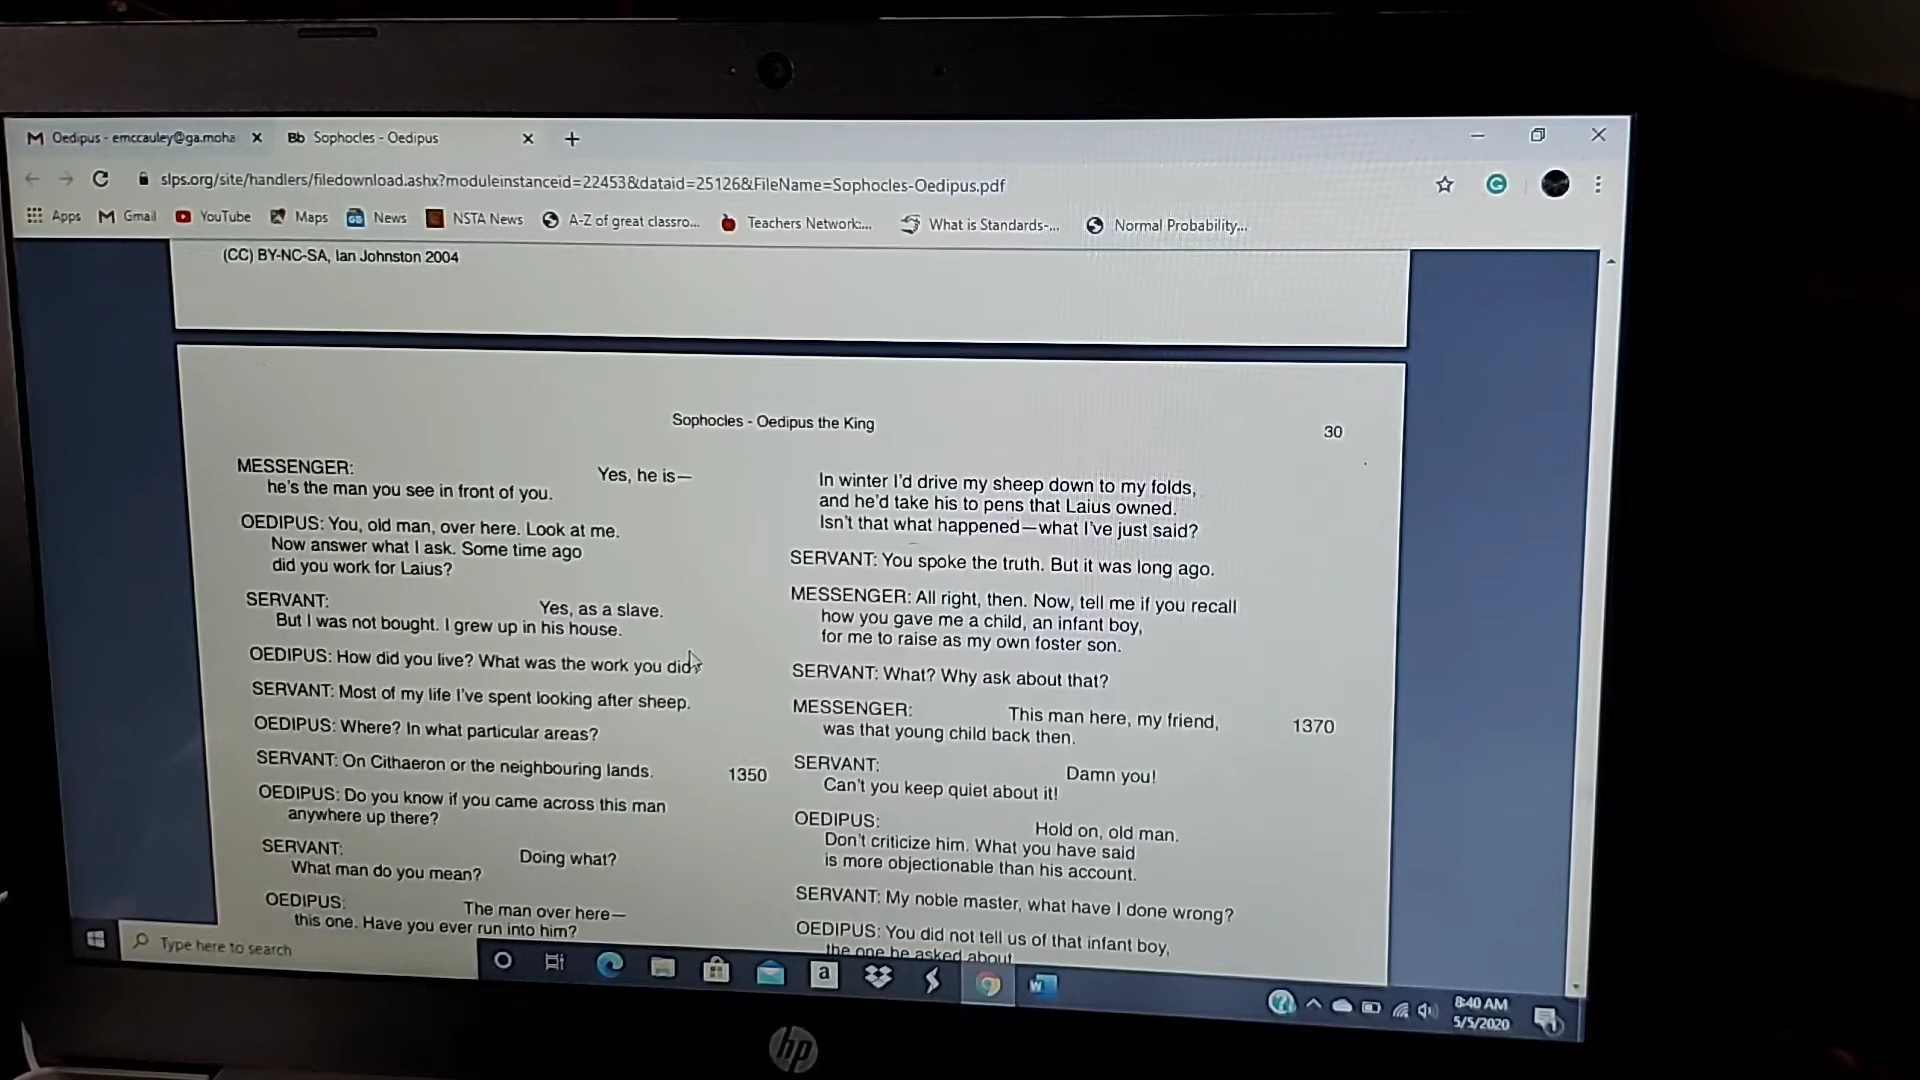 Oedipus - emccauley@ga.moha
Bb Sophocles - Oedipus
slps.org/site/handlers/filedownload.ashx?moduleinstanceid=22453&dataid=25126&FileName=Sophocles-Oedipus.pdf
Apps Gmail YouTube Maps News NSTA News A-Z of great classro... Teachers Network:... What is Standards-... Normal Probability...
(CC) BY-NC-SA, Ian Johnston 2004
Sophocles - Oedipus the King 30
MESSENGER: Yes, he is—
he's the man you see in front of you.
OEDIPUS: You, old man, over here. Look at me.
Now answer what I ask. Some time ago
did you work for Laius?
SERVANT: Yes, as a slave.
But I was not bought. I grew up in his house.
OEDIPUS: How did you live? What was the work you did?
SERVANT: Most of my life I've spent looking after sheep.
OEDIPUS: Where? In what particular areas?
SERVANT: On Cithaeron or the neighbouring lands. 1350
OEDIPUS: Do you know if you came across this man
anywhere up there?
SERVANT: Doing what?
What man do you mean?
OEDIPUS: The man over here—
this one. Have you ever run into him?
In winter I'd drive my sheep down to my folds,
and he'd take his to pens that Laius owned.
Isn't that what happened—what I've just said?
SERVANT: You spoke the truth. But it was long ago.
MESSENGER: All right, then. Now, tell me if you recall
how you gave me a child, an infant boy,
for me to raise as my own foster son.
SERVANT: What? Why ask about that?
MESSENGER: This man here, my friend, 1370
was that young child back then.
SERVANT: Damn you!
Can't you keep quiet about it!
OEDIPUS: Hold on, old man.
Don't criticize him. What you have said
is more objectionable than his account.
SERVANT: My noble master, what have I done wrong?
OEDIPUS: You did not tell us of that infant boy,
the one he asked about.
Type here to search
8:40 AM
5/5/2020
hp